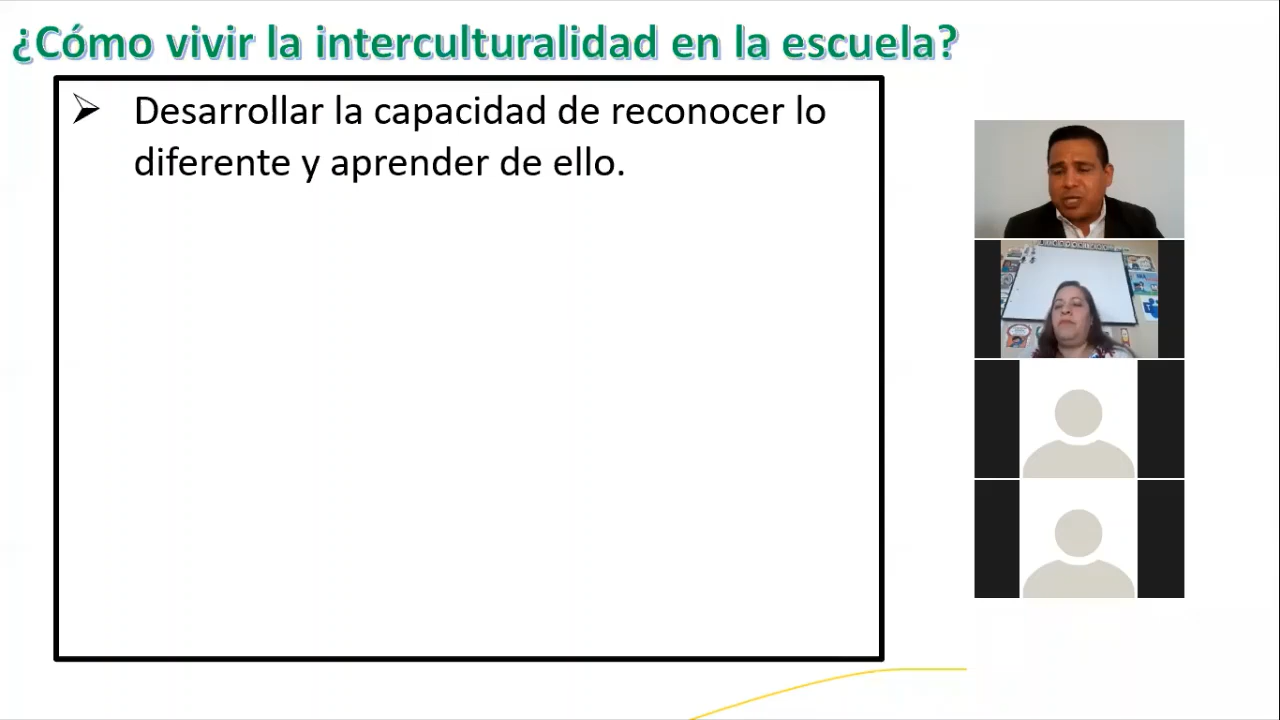 ¿Cómo vivir la interculturalidad en la escuela?
Desarrollar la capacidad de reconocer lo
diferente y aprender de ello.